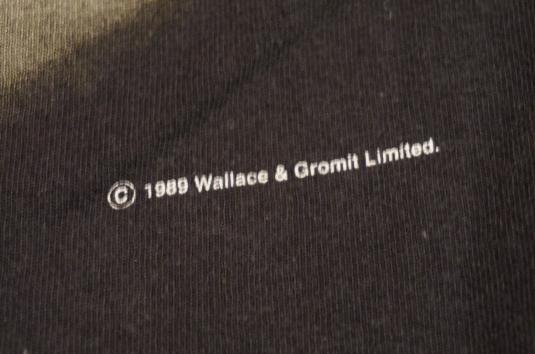 © 1989 Wallace & Gromit Limited.